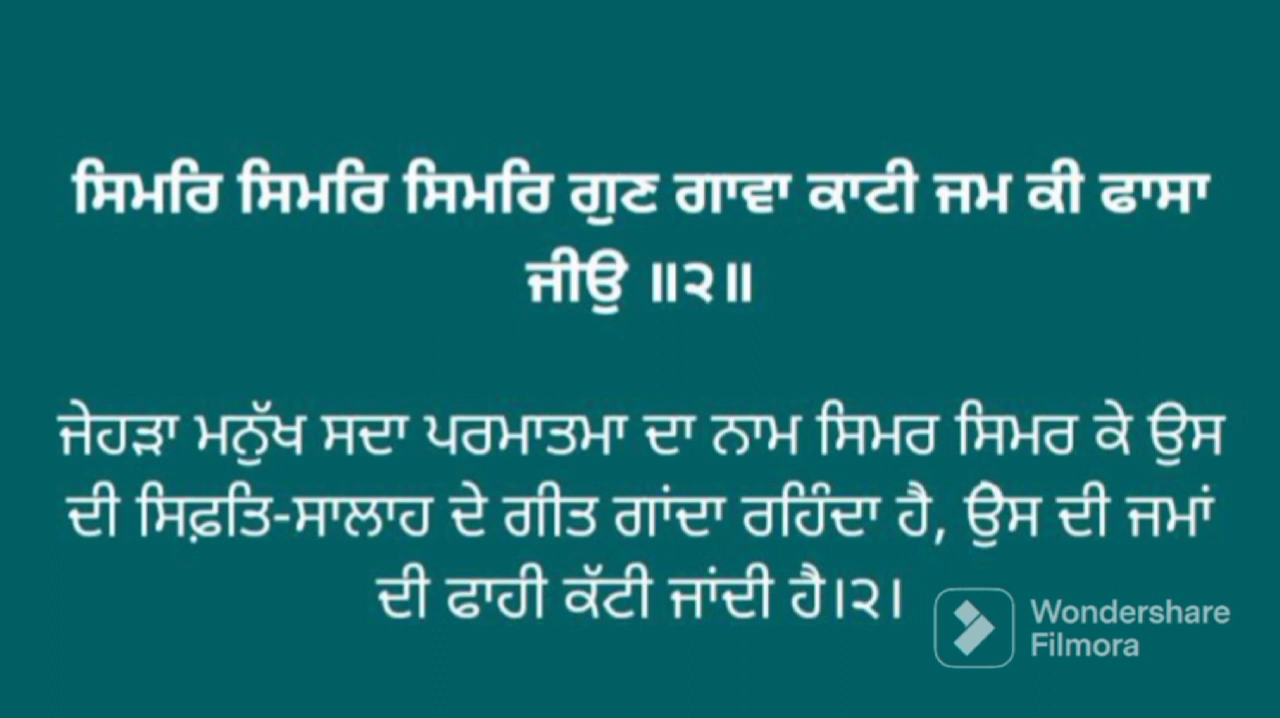 ਸਿਮਰਿ ਸਿਮਰਿ ਸਿਮਰਿ ਗੁਣ ਗਾਵਾ ਕਾਟੀ ਜਮ ਕੀ ਫਾਸਾ
ਜੀਉ ॥੨॥
ਜੇਹੜਾ ਮਨੁੱਖ ਸਦਾ ਪਰਮਾਤਮਾ ਦਾ ਨਾਮ ਸਿਮਰ ਸਿਮਰ ਕੇ ਉਸ
ਦੀ ਸਿਫ਼ਤਿ-ਸਾਲਾਹ ਦੇ ਗੀਤ ਗਾਂਦਾ ਰਹਿੰਦਾ ਹੈ, ਉਸ ਦੀ ਜਮਾਂ
ਦੀ ਫਾਹੀ ਕੱਟੀ ਜਾਂਦੀ ਹੈ।੨।
Wondershare
Filmora